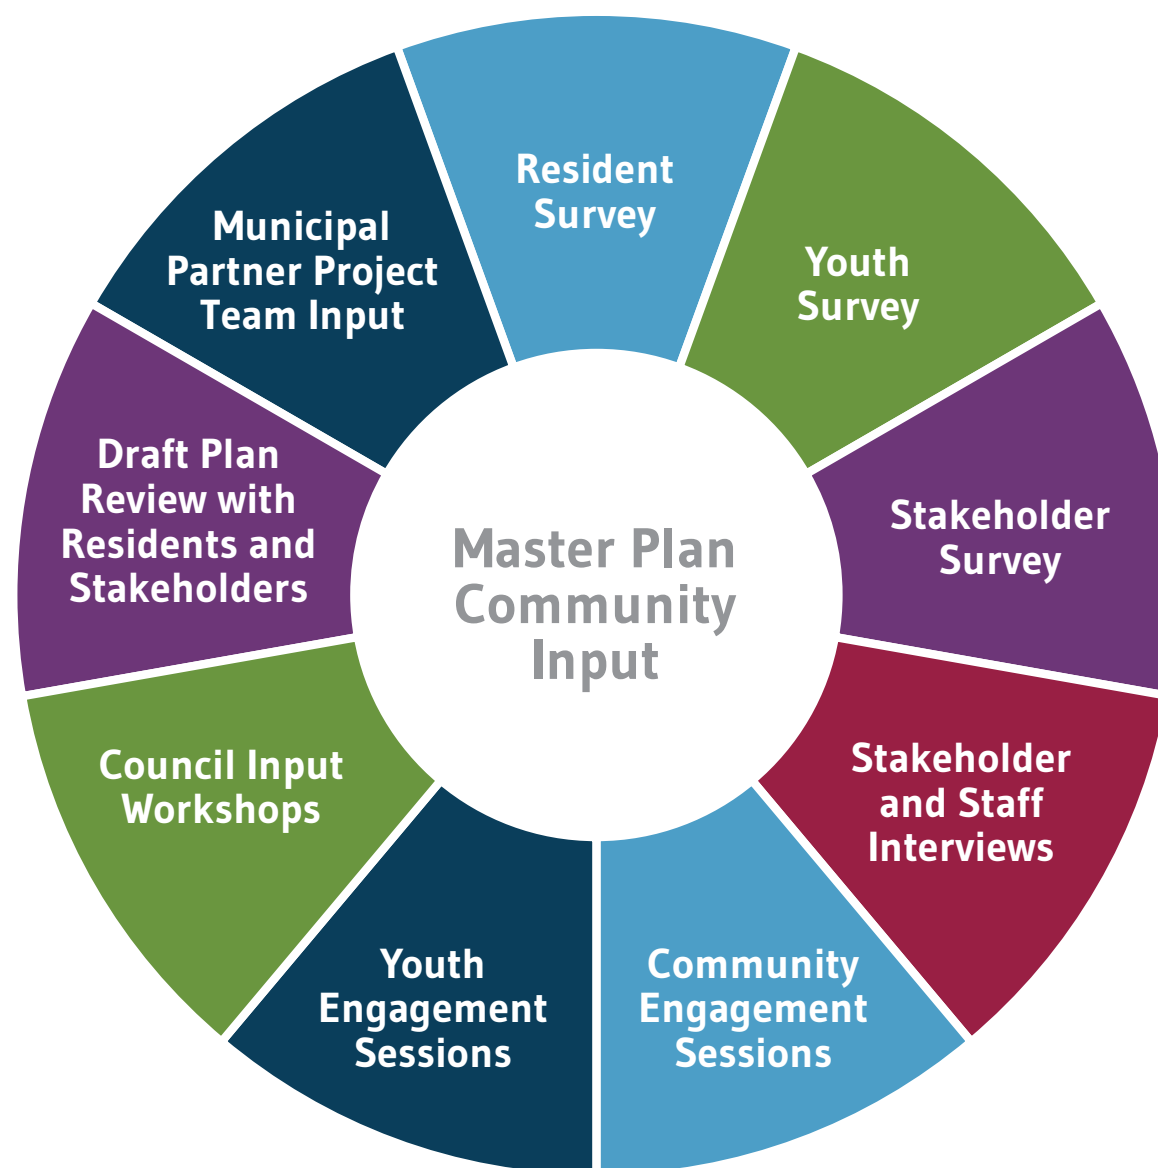 Resident
Survey
Youth
Survey
Stakeholder
Survey
Stakeholder
and Staff
Interviews
Community
Engagement
Sessions
Youth
Engagement
Sessions
Council Input
Workshops
Draft Plan
Review with
Residents and
Stakeholders
Municipal
Partner Project
Team Input
Master Plan
Community
Input